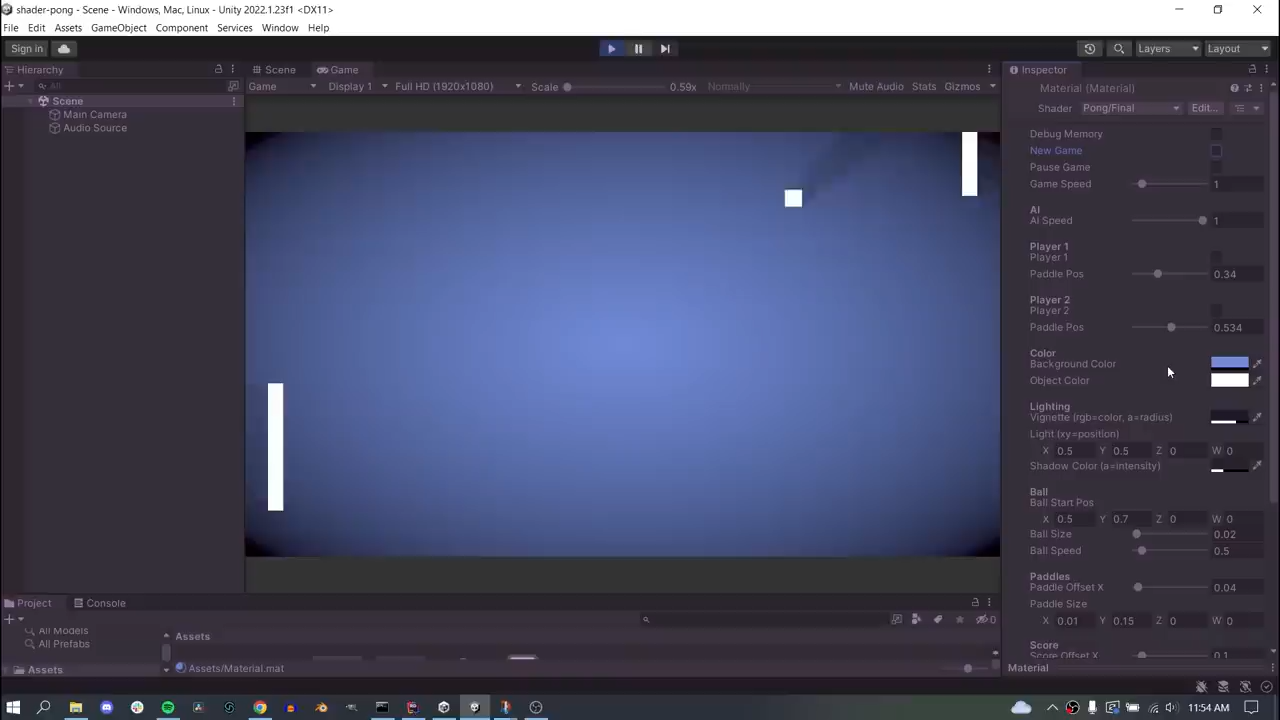 shader-pong - Scene - Windows, Mac, Linux - Unity 2022.1.23f1 <DX11>
File Edit Assets GameObject Component Services Window Help
Sign in Layers Layout
Hierarchy Scene Game Inspector
All Game Display 1 Full HD (1920x1080) Scale 0.59x Normally Mute Audio Stats Gizmos
Material (Material)
Scene
Shader Pong/Final Edit...
Main Camera
Audio Source
Debug Memory
New Game
Pause Game
Game Speed 1
AI
Ai Speed 1
Player 1
Player 1
Paddle Pos 0.34
Player 2
Player 2
Paddle Pos 0.534
Color
Background Color
Object Color
Lighting
Vignette (rgb=color, a=radius)
Light (xy=position)
X 0.5 Y 0.5 Z 0 W 0
Shadow Color (a=intensity)
Ball
Ball Start Pos
X 0.5 Y 0.7 Z 0 W 0
Ball Size 0.02
Ball Speed 0.5
Paddles
Paddle Offset X 0.04
Paddle Size
X 0.01 Y 0.15 Z 0 W 0
Score
Score Offset X 0.1
Material
Project Console
0
All Models
All Prefabs
Assets
Assets
Assets/Material.mat
11:54 AM